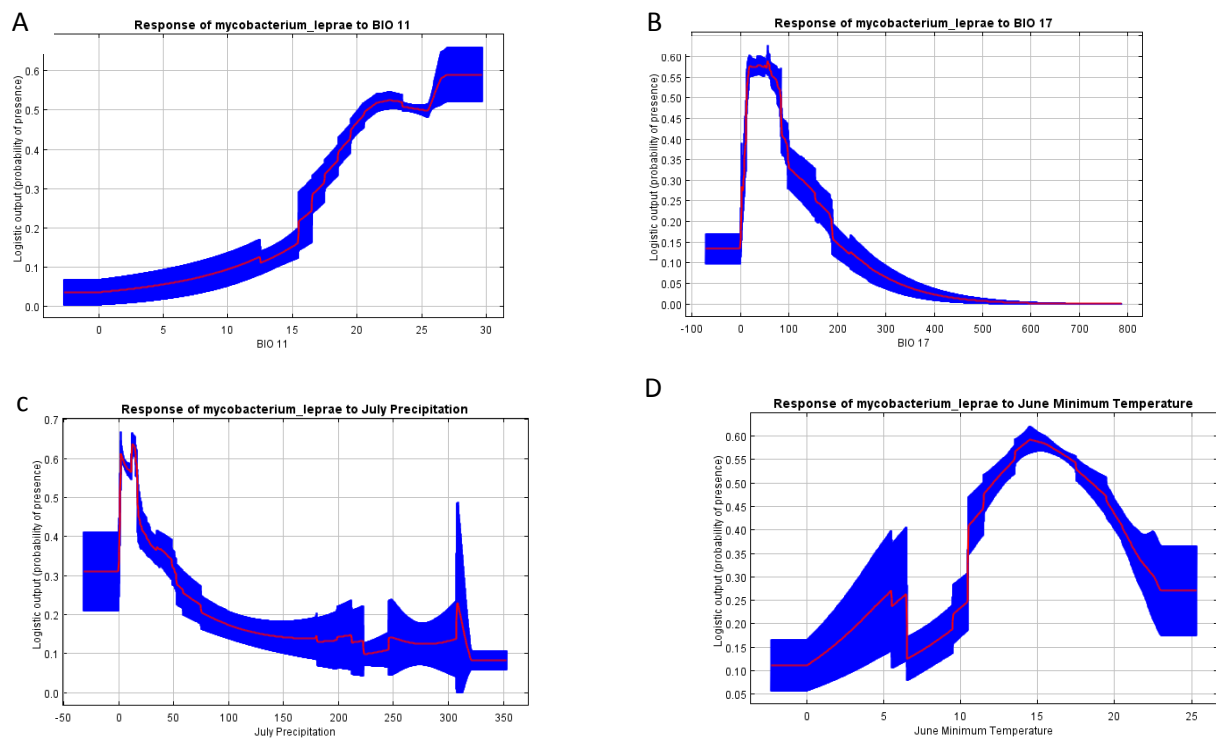 A
Response of mycobacterium_leprae to BIO 11
Logistic output (probability of presence)
0.6
0.5
0.4
0.3
0.2
0.1
0.0
0 5 10 15 20 25 30
BIO 11
B
Response of mycobacterium_leprae to BIO 17
Logistic output (probability of presence)
0.60
0.55
0.50
0.45
0.40
0.35
0.30
0.25
0.20
0.15
0.10
0.05
0.00
-100 0 100 200 300 400 500 600 700 800
BIO 17
C
Response of mycobacterium_leprae to July Precipitation
Logistic output (probability of presence)
0.7
0.6
0.5
0.4
0.3
0.2
0.1
0.0
-50 0 50 100 150 200 250 300 350
July Precipitation
D
Response of mycobacterium_leprae to June Minimum Temperature
Logistic output (probability of presence)
0.60
0.55
0.50
0.45
0.40
0.35
0.30
0.25
0.20
0.15
0.10
0.05
0 5 10 15 20 25
June Minimum Temperature